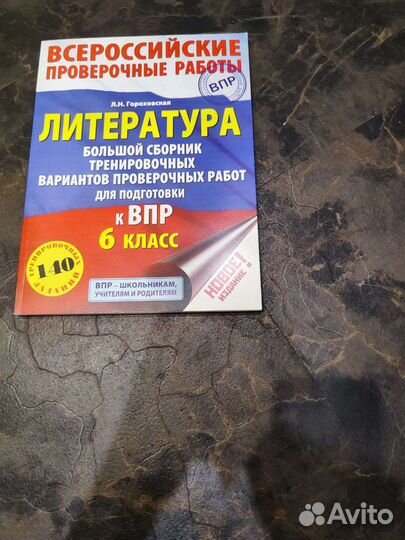 ВСЕРОССИЙСКИЕ
ПРОВЕРОЧНЫЕ РАБОТЫ
ВПР
Л.Н. Гороховская
ЛИТЕРАТУРА
БОЛЬШОЙ СБОРНИК
ТРЕНИРОВОЧНЫХ
ВАРИАНТОВ ПРОВЕРОЧНЫХ РАБОТ
ДЛЯ ПОДГОТОВКИ
К ВПР
6 КЛАСС
ТРЕНИРОВОЧНЫХ
140
ЗАДАНИЙ
ВПР – ШКОЛЬНИКАМ,
УЧИТЕЛЯМ И РОДИТЕЛЯМ
НОВОЕ!
ИЗДАНИЕ
Avito